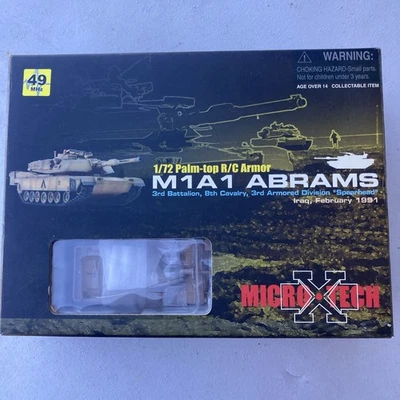 49
MHz
WARNING:
CHOKING HAZARD-Small parts.
Not for children under 3 years.
AGE OVER 14 COLLECTABLE ITEM
1/72 Palm-top R/C Armor
M1A1 ABRAMS
3rd Battalion, 8th Cavalry, 3rd Armored Division "Spearhead"
Iraq, February 1991
MICRO-X-TECH